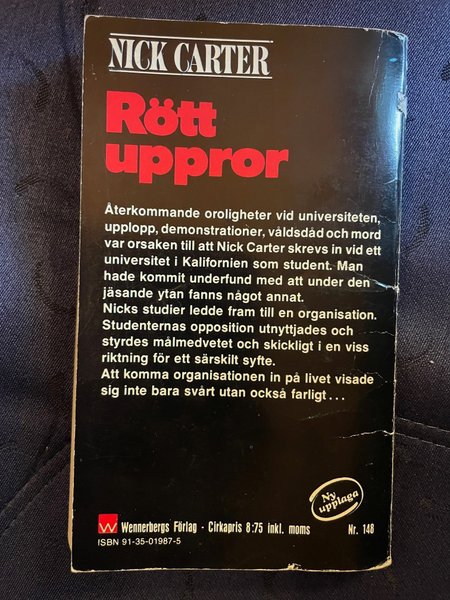 NICK CARTER
Rött
uppror
Återkommande oroligheter vid universiteten,
upplopp, demonstrationer, våldsdåd och mord
var orsaken till att Nick Carter skrevs in vid ett
universitet i Kalifornien som student. Man
hade kommit underfund med att under den
jäsande ytan fanns något annat.
Nicks studier ledde fram till en organisation.
Studenternas opposition utnyttjades och
styrdes målmedvetet och skickligt i en viss
riktning för ett särskilt syfte.
Att komma organisationen in på livet visade
sig inte bara svårt utan också farligt...
Ny
upplaga
W Wennerbergs Förlag - Cirkapris 8:75 inkl. moms Nr. 148
ISBN 91-35-01987-5